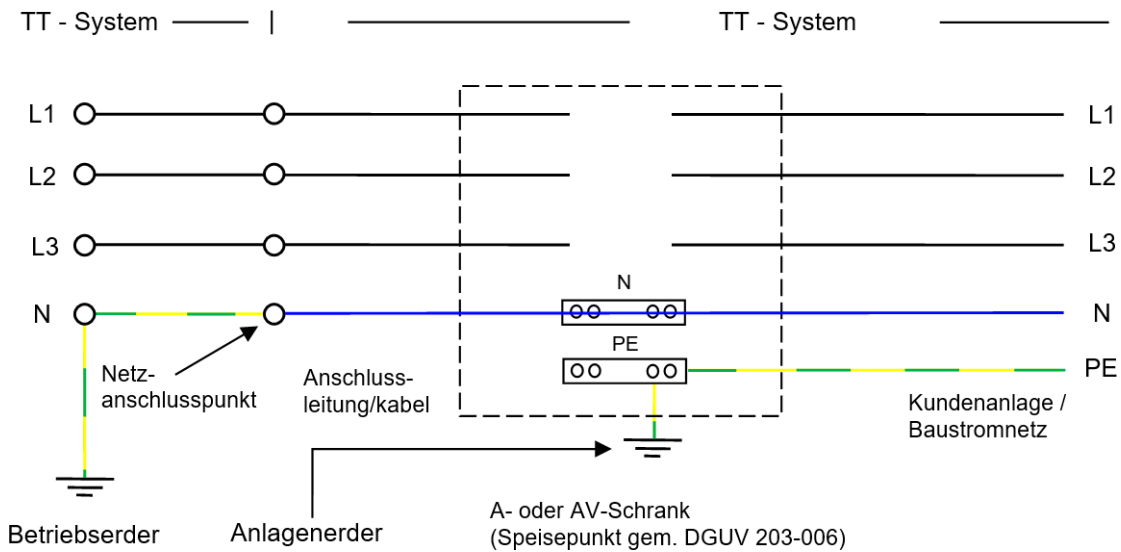 TT - System
TT - System
L1
L1
L2
L2
L3
L3
N
N
N
PE
PE
Netz-
anschlusspunkt
Anschluss-
leitung/kabel
Kundenanlage /
Baustromnetz
Betriebserder
Anlagenerder
A- oder AV-Schrank
(Speisepunkt gem. DGUV 203-006)